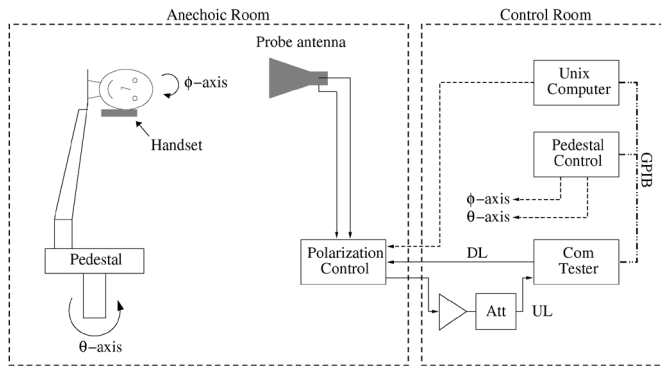 Anechoic Room
Control Room
Probe antenna
ϕ−axis
Handset
Unix
Computer
Pedestal
Control
GPIB
ϕ−axis
θ−axis
Pedestal
Polarization
Control
DL
Com
Tester
Att
UL
θ−axis